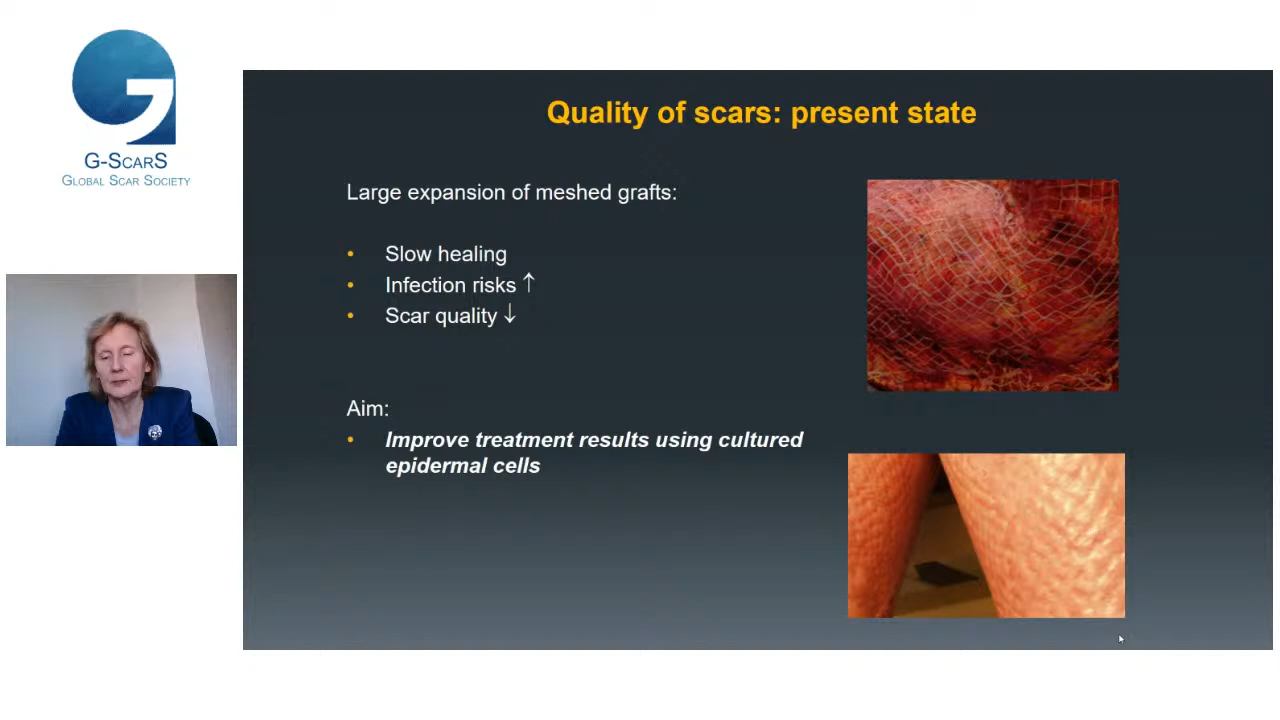 G-ScarS
Global Scar Society
Quality of scars: present state
Large expansion of meshed grafts:
• Slow healing
• Infection risks ↑
• Scar quality ↓
Aim:
• Improve treatment results using cultured
epidermal cells